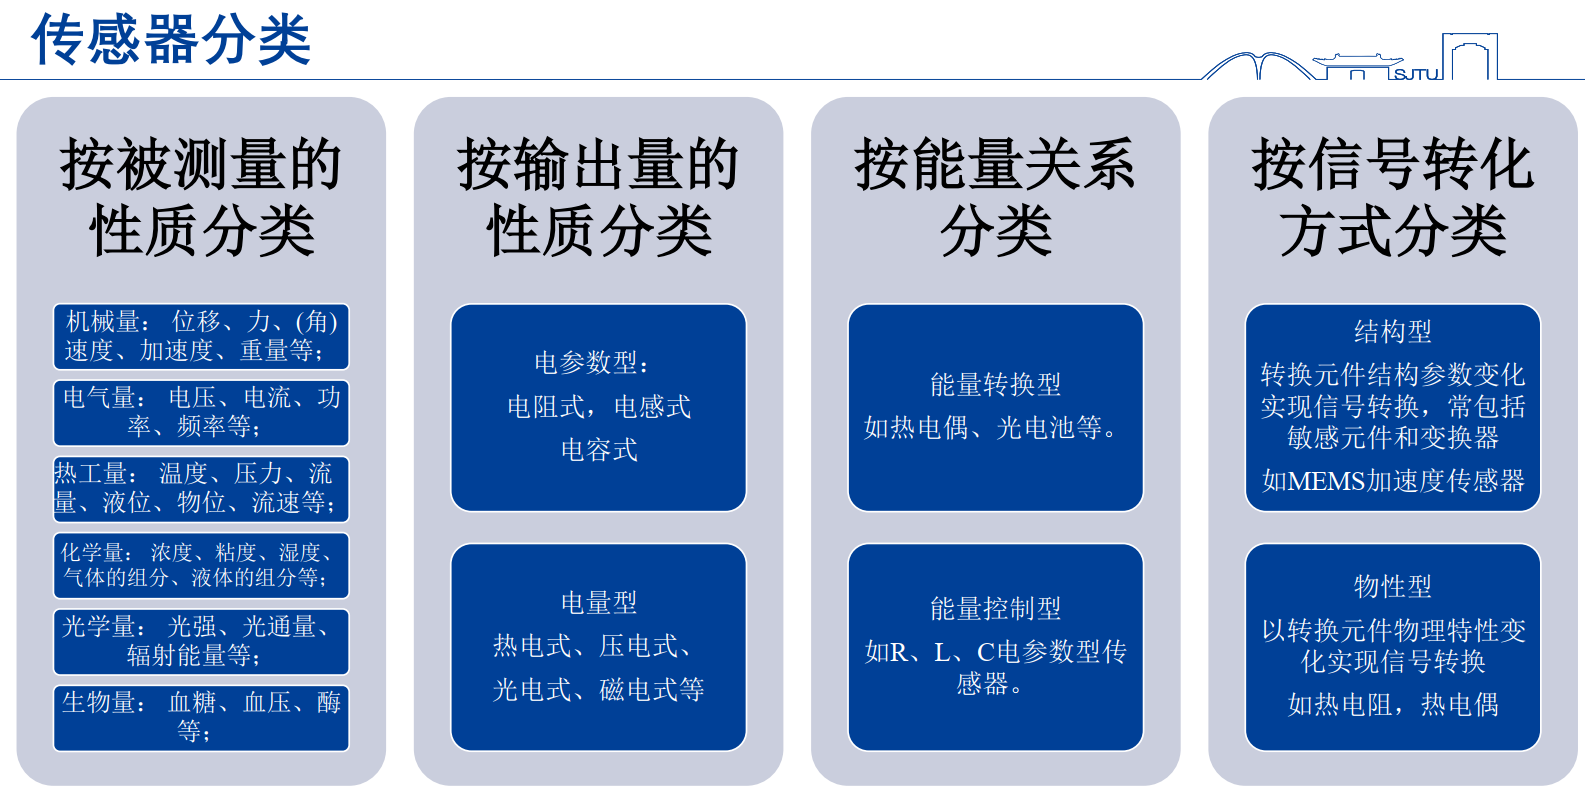 传感器分类
SJTU
按被测量的
性质分类
机械量： 位移、力、(角)
速度、加速度、重量等；
电气量： 电压、电流、功
率、频率等；
热工量： 温度、压力、流
量、液位、物位、流速等；
化学量： 浓度、粘度、湿度、
气体的组分、液体的组分等；
光学量： 光强、光通量、
辐射能量等；
生物量： 血糖、血压、酶
等；
按输出量的
性质分类
电参数型：
电阻式，电感式
电容式
电量型
热电式、压电式、
光电式、磁电式等
按能量关系
分类
能量转换型
如热电偶、光电池等。
能量控制型
如R、L、C电参数型传
感器。
按信号转化
方式分类
结构型
转换元件结构参数变化
实现信号转换，常包括
敏感元件和变换器
如MEMS加速度传感器
物性型
以转换元件物理特性变
化实现信号转换
如热电阻，热电偶